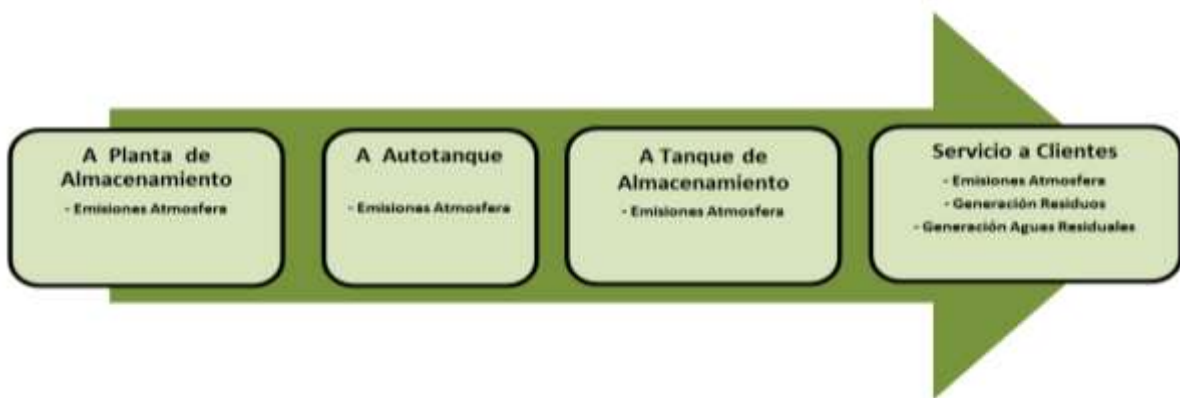 A Planta de
Almacenamiento
- Emisiones Atmosfera
A Autotanque
- Emisiones Atmosfera
A Tanque de
Almacenamiento
- Emisiones Atmosfera
Servicio a Clientes
- Emisiones Atmosfera
- Generación Residuos
- Generación Aguas Residuales